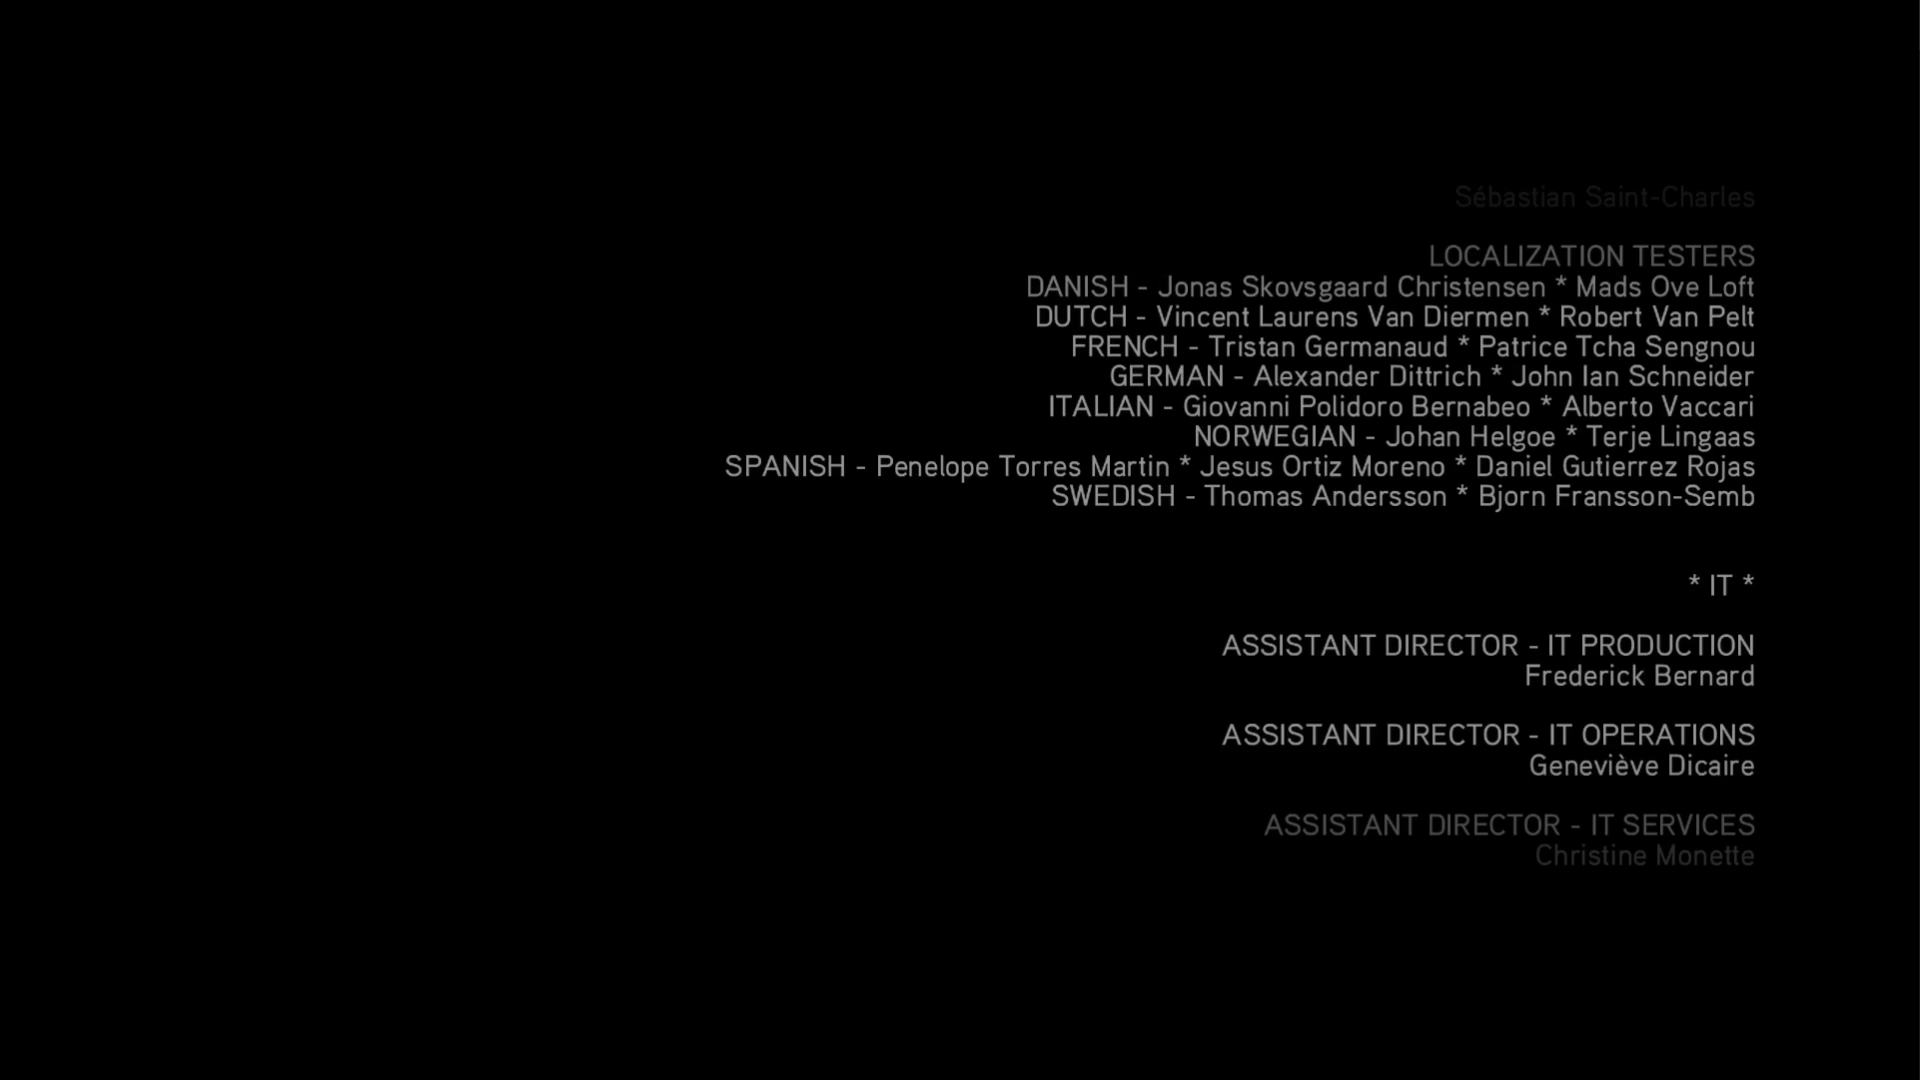 Sébastian Saint-Charles
LOCALIZATION TESTERS
DANISH - Jonas Skovsgaard Christensen * Mads Ove Loft
DUTCH - Vincent Laurens Van Diermen * Robert Van Pelt
FRENCH - Tristan Germanaud * Patrice Tcha Sengnou
GERMAN - Alexander Dittrich * John Ian Schneider
ITALIAN - Giovanni Polidoro Bernabeo * Alberto Vaccari
NORWEGIAN - Johan Helgoe * Terje Lingaas
SPANISH - Penelope Torres Martin * Jesus Ortiz Moreno * Daniel Gutierrez Rojas
SWEDISH - Thomas Andersson * Bjorn Fransson-Semb
* IT *
ASSISTANT DIRECTOR - IT PRODUCTION
Frederick Bernard
ASSISTANT DIRECTOR - IT OPERATIONS
Geneviève Dicaire
ASSISTANT DIRECTOR - IT SERVICES
Christine Monette